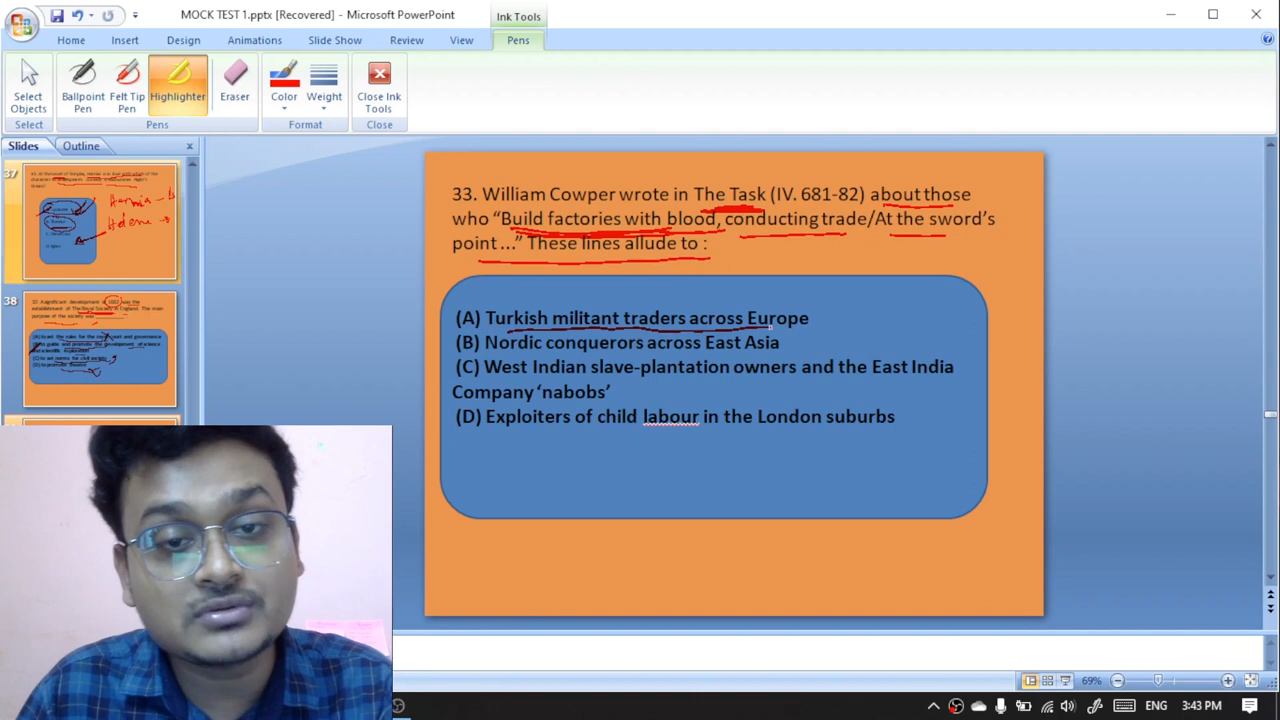 MOCK TEST 1.pptx [Recovered] - Microsoft PowerPoint
Ink Tools
Home Insert Design Animations Slide Show Review View Pens
Select Objects
Ballpoint Pen
Felt Tip Pen
Highlighter
Eraser
Color
Weight
Close Ink Tools
Select Pens Format Close
Slides Outline
37
38
33. William Cowper wrote in The Task (IV. 681-82) about those
who “Build factories with blood, conducting trade/At the sword’s
point ...” These lines allude to :
(A) Turkish militant traders across Europe
(B) Nordic conquerors across East Asia
(C) West Indian slave-plantation owners and the East India
Company ‘nabobs’
(D) Exploiters of child labour in the London suburbs
69%
ENG 3:43 PM